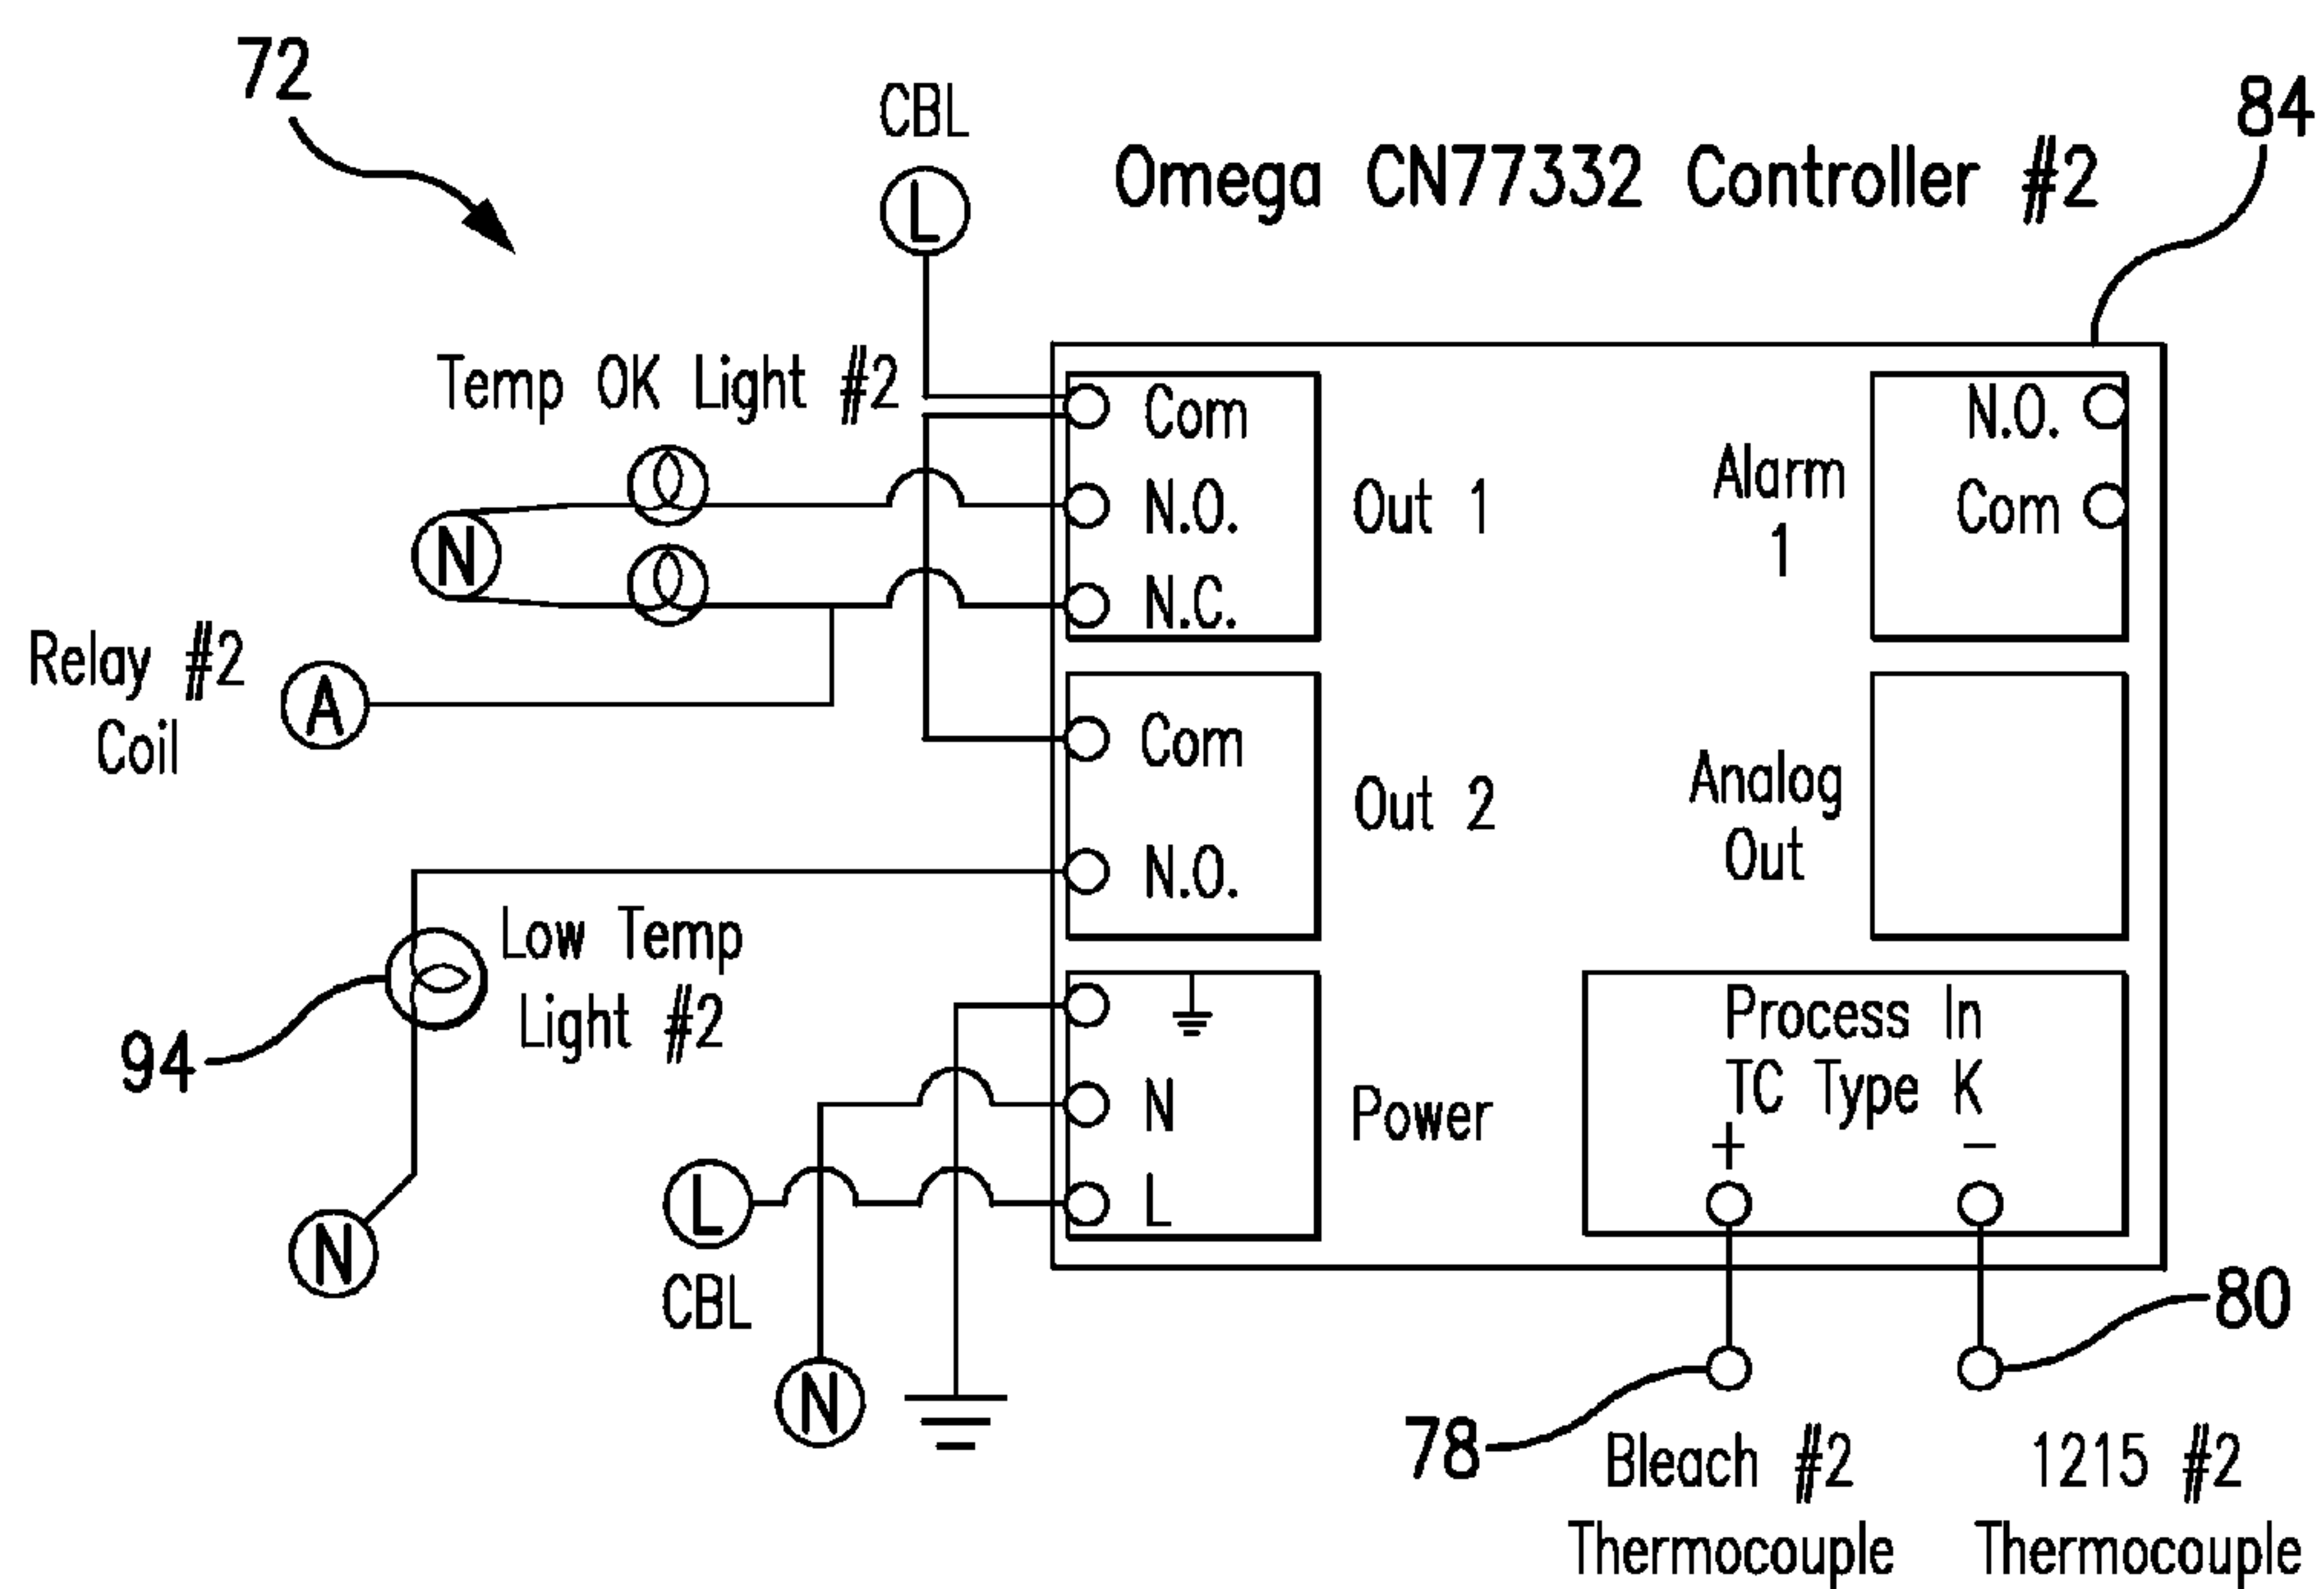 72
CBL
L
84
Omega CN77332 Controller #2
Temp OK Light #2
Com
N.O.
N.C.
Out 1
N.O.
Com
Alarm
1
N
Relay #2
Coil
A
Com
N.O.
Out 2
Analog
Out
Low Temp
Light #2
94
N
N
L
Power
L
CBL
N
Process In
TC Type K
+ −
80
78
Bleach #2
Thermocouple
1215 #2
Thermocouple